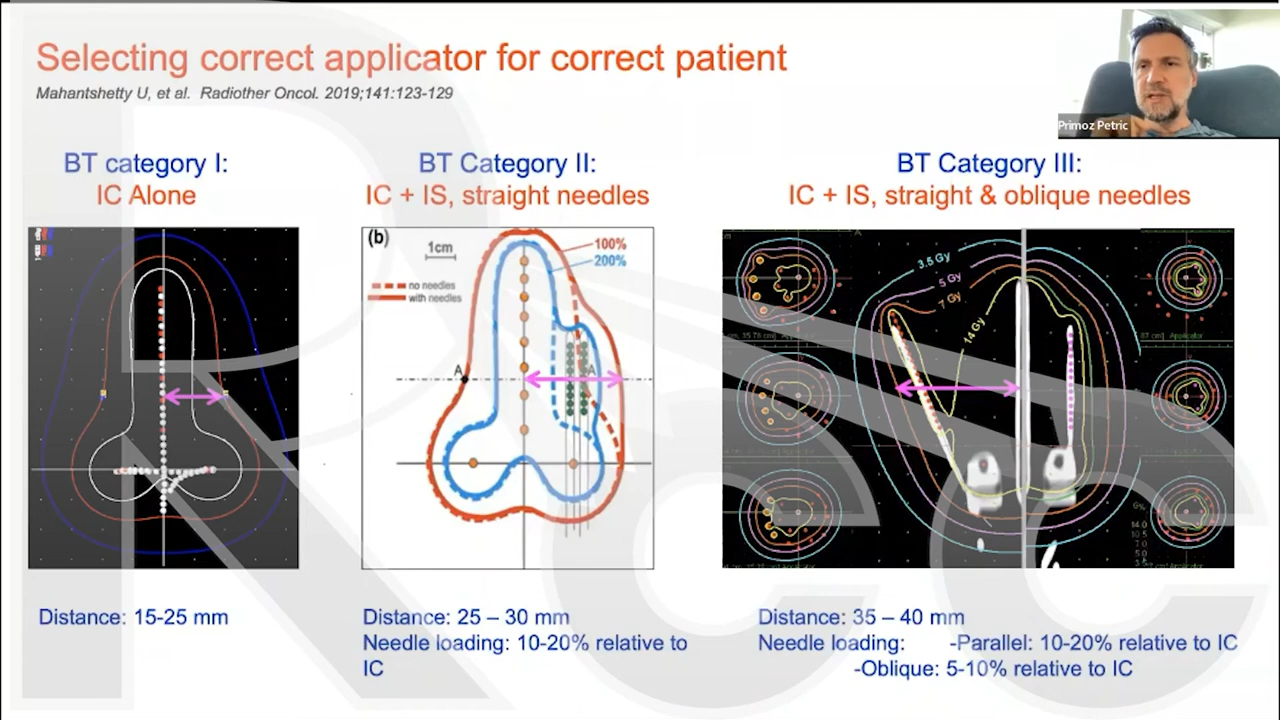 Selecting correct applicator for correct patient
Mahantshetty U, et al. Radiother Oncol. 2019;141:123-129
Primoz Petric
BT category I:
IC Alone
BT Category II:
IC + IS, straight needles
BT Category III:
IC + IS, straight & oblique needles
(b)
1cm
100%
200%
no needles
with needles
A
A
3.5 Gy
5 Gy
7 Gy
14 Gy
Distance: 15-25 mm
Distance: 25 – 30 mm
Needle loading: 10-20% relative to
IC
Distance: 35 – 40 mm
Needle loading: -Parallel: 10-20% relative to IC
-Oblique: 5-10% relative to IC